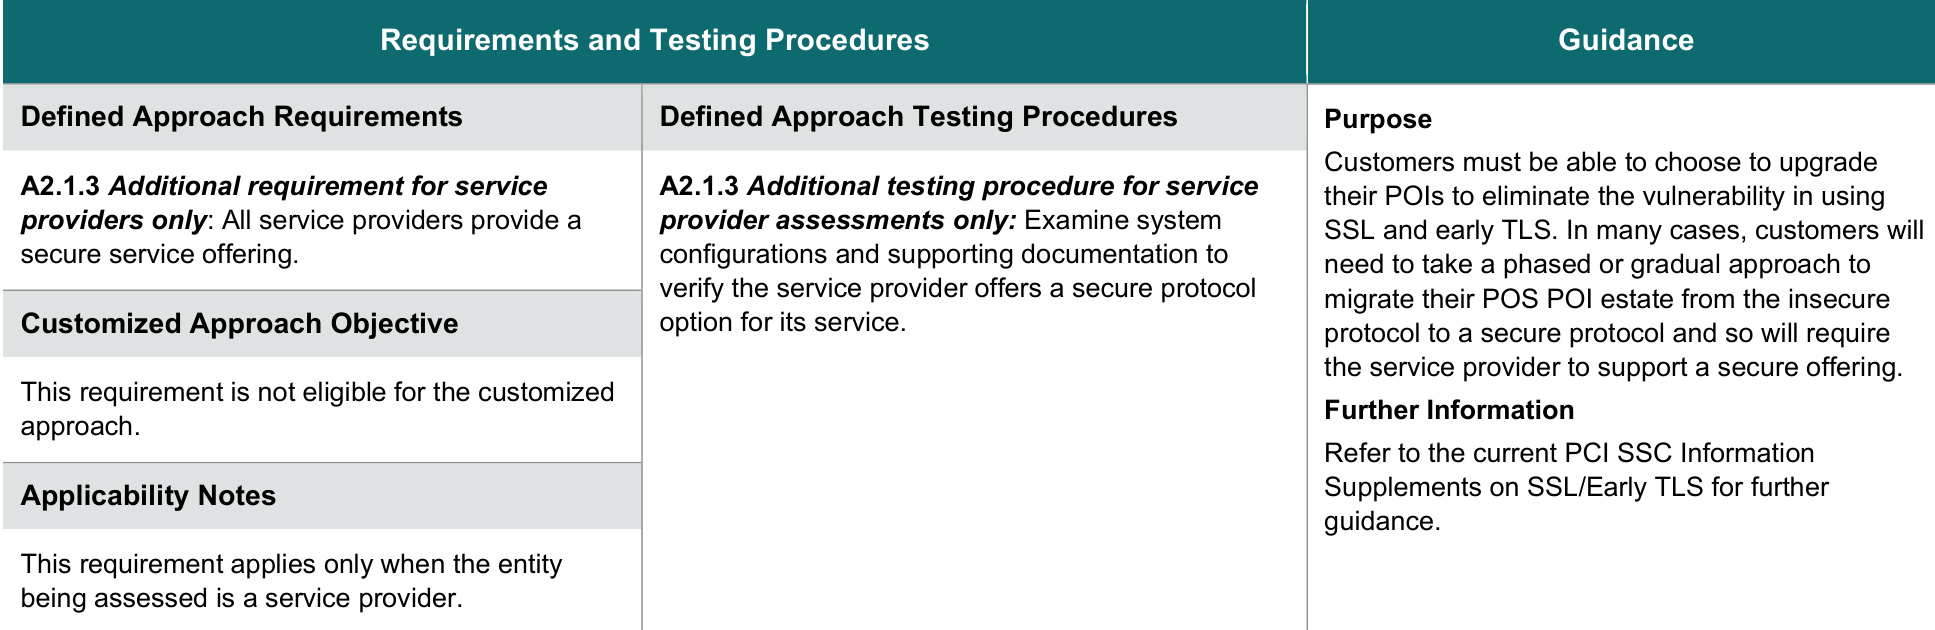 Requirements and Testing Procedures
Guidance
Defined Approach Requirements
A2.1.3 Additional requirement for service
providers only: All service providers provide a
secure service offering.
Customized Approach Objective
This requirement is not eligible for the customized
approach.
Applicability Notes
This requirement applies only when the entity
being assessed is a service provider.
Defined Approach Testing Procedures
A2.1.3 Additional testing procedure for service
provider assessments only: Examine system
configurations and supporting documentation to
verify the service provider offers a secure protocol
option for its service.
Purpose
Customers must be able to choose to upgrade
their POIs to eliminate the vulnerability in using
SSL and early TLS. In many cases, customers will
need to take a phased or gradual approach to
migrate their POS POI estate from the insecure
protocol to a secure protocol and so will require
the service provider to support a secure offering.
Further Information
Refer to the current PCI SSC Information
Supplements on SSL/Early TLS for further
guidance.